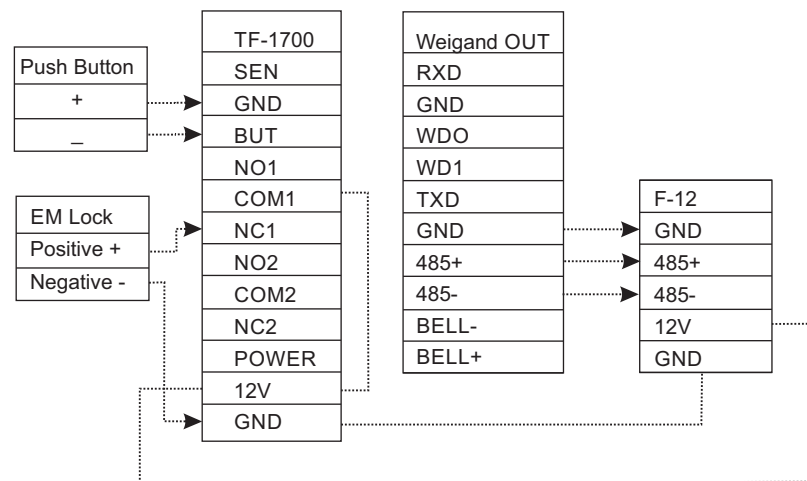 Push Button
+
_
EM Lock
Positive +
Negative -
TF-1700
SEN
GND
BUT
NO1
COM1
NC1
NO2
COM2
NC2
POWER
12V
GND
Weigand OUT
RXD
GND
WDO
WD1
TXD
GND
485+
485-
BELL-
BELL+
F-12
GND
485+
485-
12V
GND